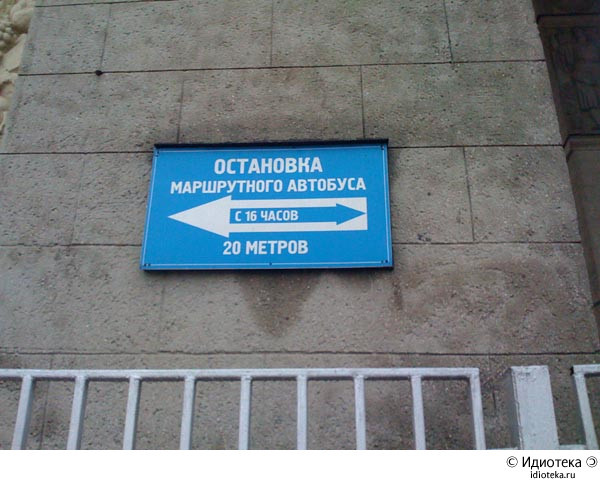 ОСТАНОВКА
МАРШРУТНОГО АВТОБУСА
С 16 ЧАСОВ
20 МЕТРОВ
© Идиотека Э
idioteka.ru